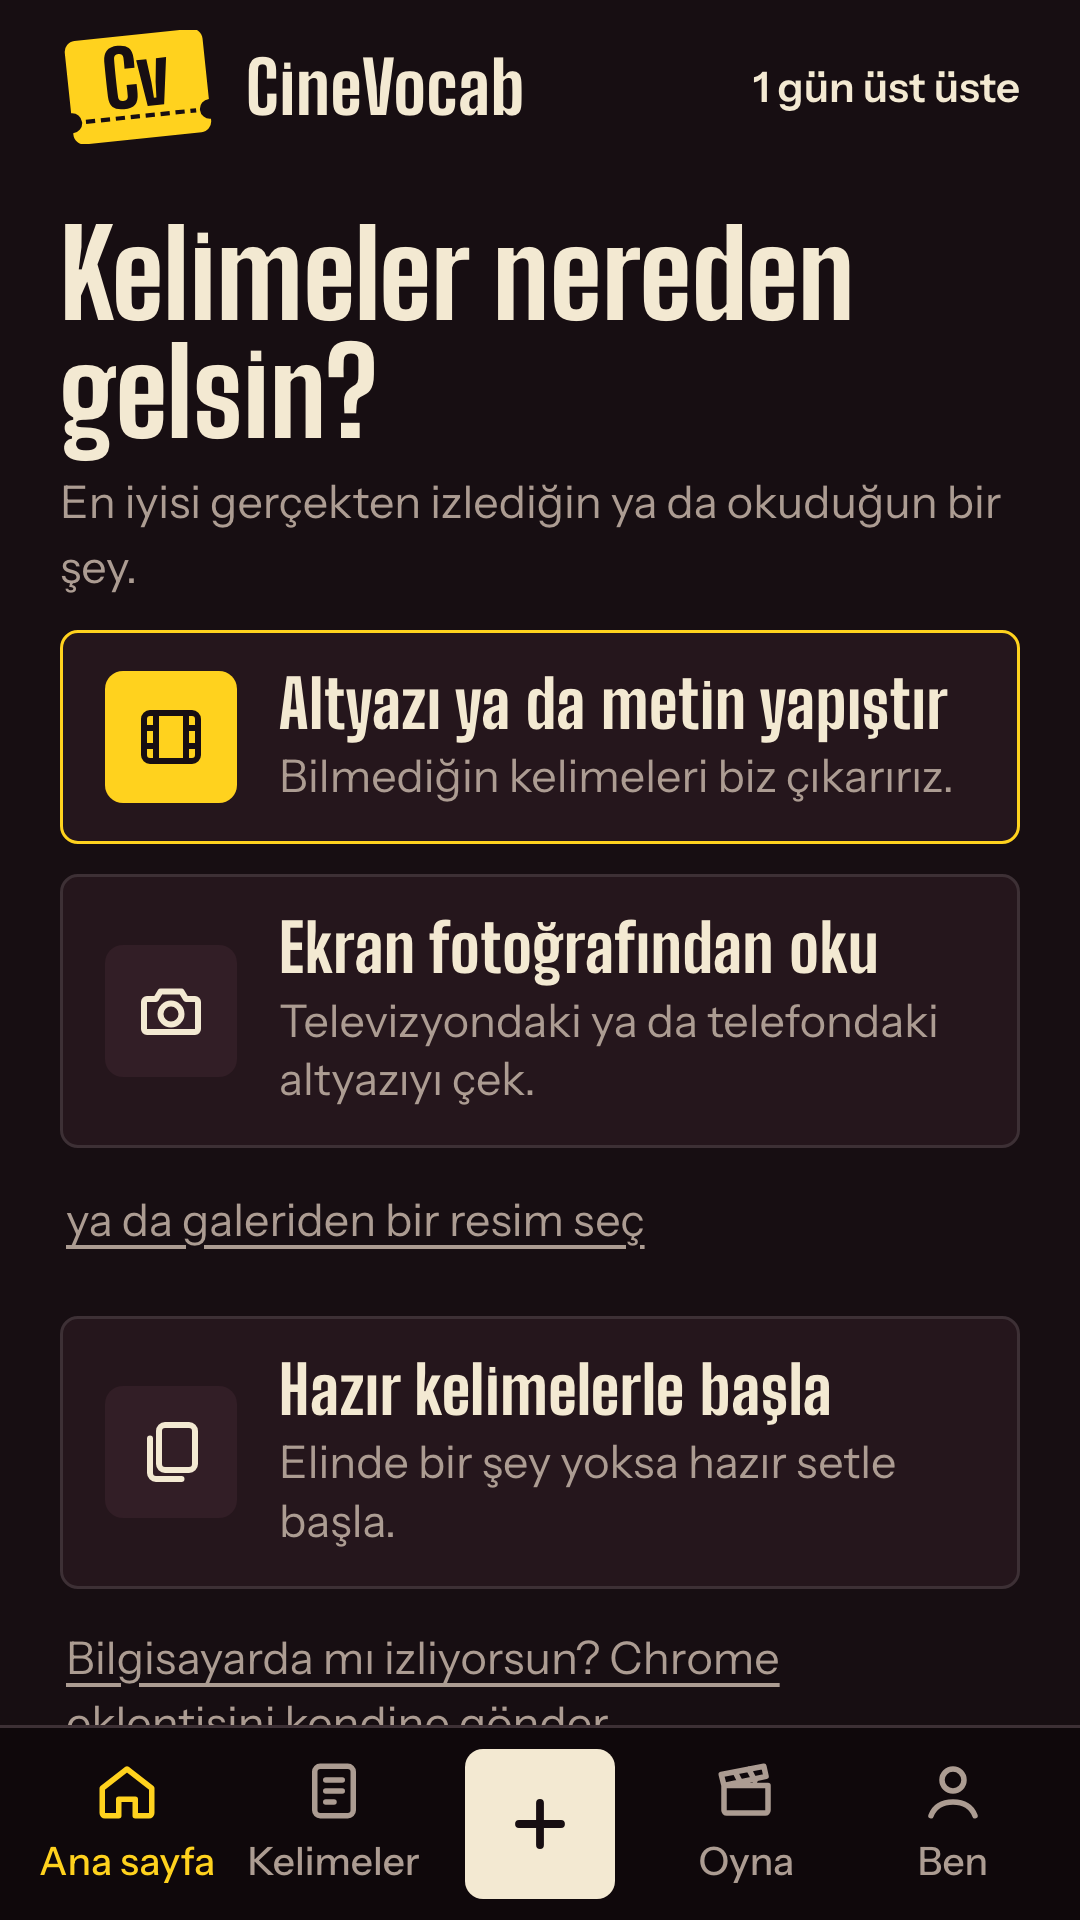 Cv CineVocab 1 gün üst üste
Kelimeler nereden
gelsin?
En iyisi gerçekten izlediğin ya da okuduğun bir
şey.
Altyazı ya da metin yapıştır
Bilmediğin kelimeleri biz çıkarırız.
Ekran fotoğrafından oku
Televizyondaki ya da telefondaki
altyazıyı çek.
ya da galeriden bir resim seç
Hazır kelimelerle başla
Elinde bir şey yoksa hazır setle
başla.
Bilgisayarda mı izliyorsun? Chrome
eklentisini kendine gönder
Ana sayfa Kelimeler Oyna Ben